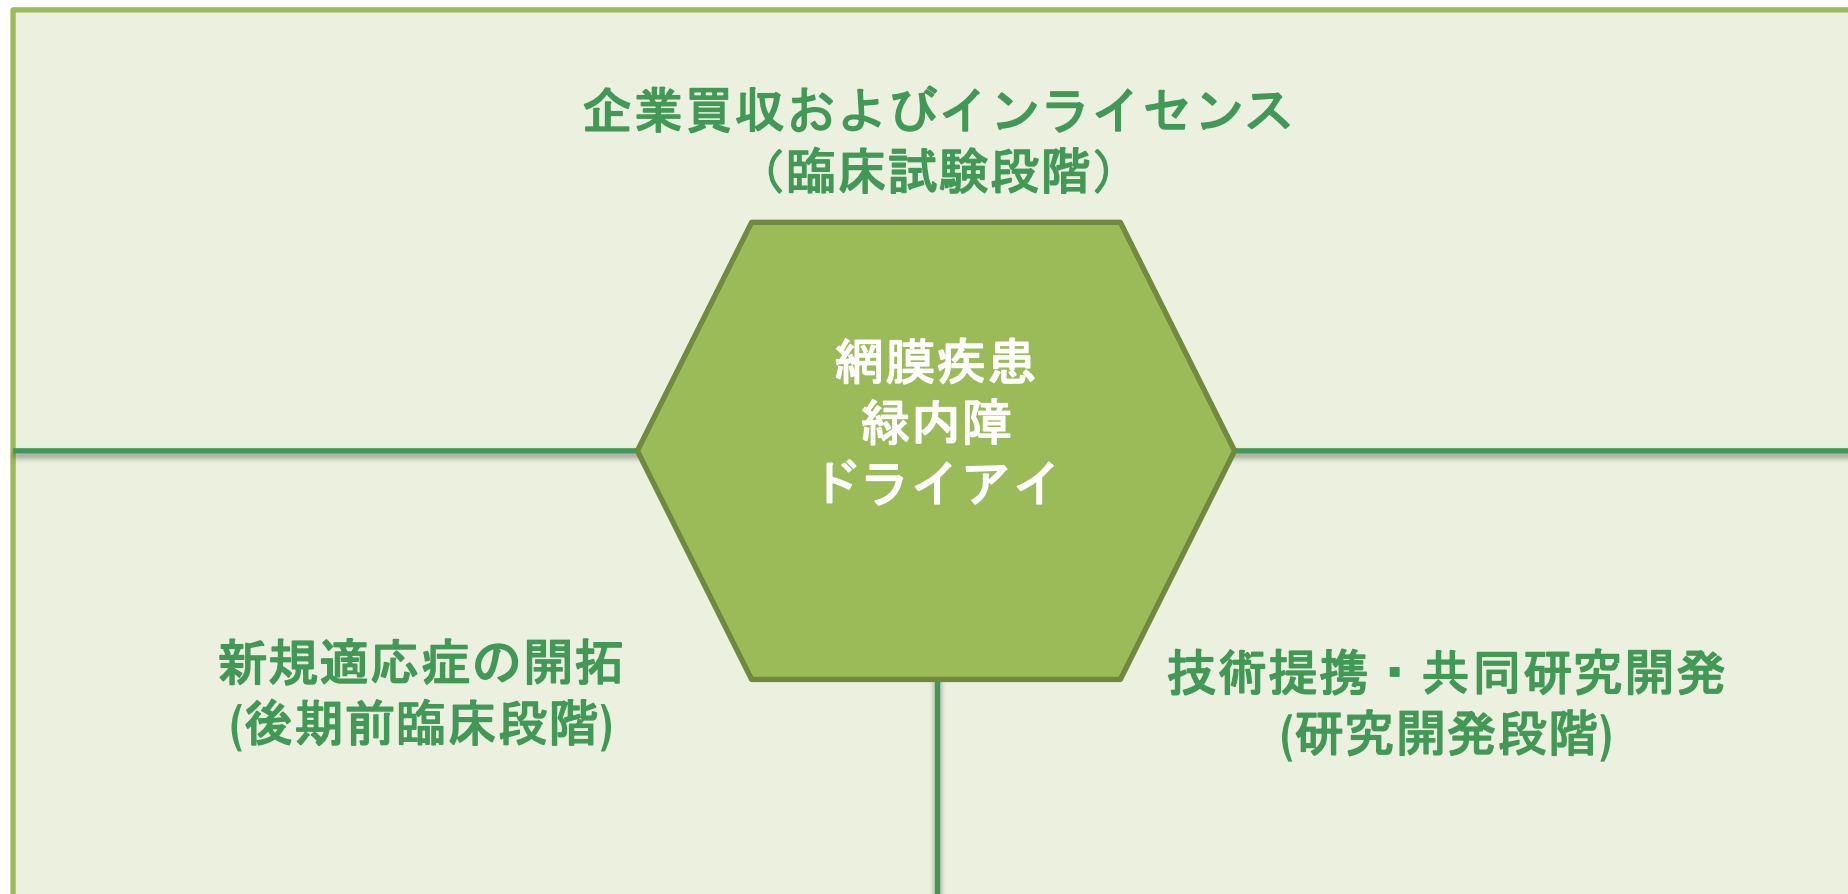 企業買収およびインライセンス
（臨床試験段階）
網膜疾患
緑内障
ドライアイ
新規適応症の開拓
(後期前臨床段階)
技術提携・共同研究開発
(研究開発段階)